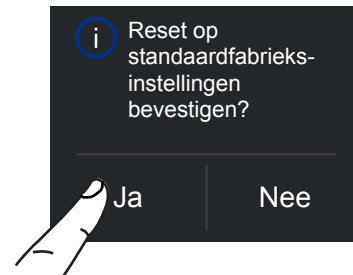 i
Reset op
standaardfabrieks-
instellingen
bevestigen?
Ja
Nee